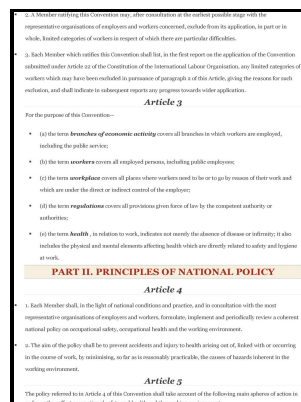 2. A Member ratifying this Convention may, after consultation at the earliest possible stage with the
representative organisations of employers and workers concerned, exclude from its application, in part or in
whole, limited categories of workers in respect of which there are particular difficulties.
3. Each Member which ratifies this Convention shall list, in the first report on the application of the Convention
submitted under Article 22 of the Constitution of the International Labour Organisation, any limited categories of
workers which may have been excluded in pursuance of paragraph 2 of this Article, giving the reasons for such
exclusion, and shall indicate in subsequent reports any progress towards wider application.
Article 3
For the purpose of this Convention--
(a) the term branches of economic activity covers all branches in which workers are employed,
including the public service;
(b) the term workers covers all employed persons, including public employees;
(c) the term workplace covers all places where workers need to be or to go by reason of their work and
which are under the direct or indirect control of the employer;
(d) the term regulations covers all provisions given force of law by the competent authority or
authorities;
(e) the term health , in relation to work, indicates not merely the absence of disease or infirmity; it also
includes the physical and mental elements affecting health which are directly related to safety and hygiene
at work.
PART II. PRINCIPLES OF NATIONAL POLICY
Article 4
1. Each Member shall, in the light of national conditions and practice, and in consultation with the most
representative organisations of employers and workers, formulate, implement and periodically review a coherent
national policy on occupational safety, occupational health and the working environment.
2. The aim of the policy shall be to prevent accidents and injury to health arising out of, linked with or occurring
in the course of work, by minimising, so far as is reasonably practicable, the causes of hazards inherent in the
working environment.
Article 5
The policy referred to in Article 4 of this Convention shall take account of the following main spheres of action in